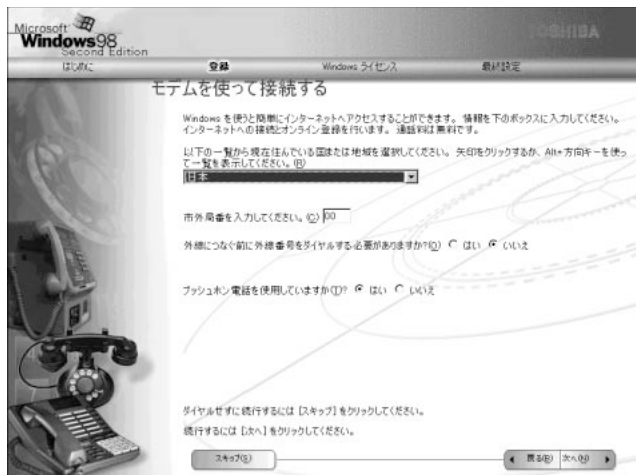 Microsoft
Windows98
Second Edition
TOSHIBA
はじめに 登録 Windows ライセンス 最終設定
モデムを使って接続する
Windows を使うと簡単にインターネットへアクセスすることができます。 情報を下のボックスに入力してください。
インターネットへの接続とオンライン登録を行います。 通話料は無料です。
以下の一覧から現在住んでいる国または地域を選択してください。 矢印をクリックするか、Alt+方向キーを使っ
て一覧を表示してください。(R)
日本
市外局番を入力してください。(C) 00
外線につなぐ前に外線番号をダイヤルする必要がありますか?(O) はい いいえ
プッシュホン電話を使用していますか(T)? はい いいえ
ダイヤルせずに続行するには [スキップ] をクリックしてください。
続行するには [次へ] をクリックしてください。
スキップ(S) 戻る(B) 次へ(N)